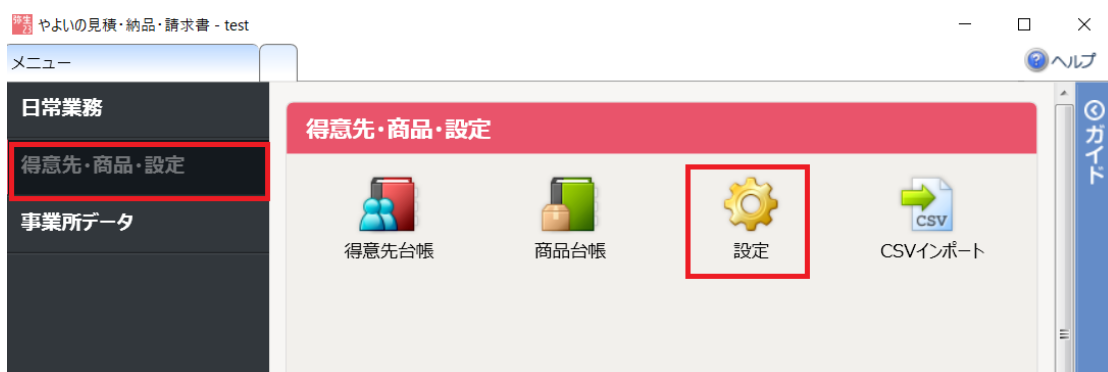 弥生
23
やよいの見積・納品・請求書 - test
メニュー
ヘルプ
日常業務
得意先・商品・設定
事業所データ
得意先・商品・設定
得意先台帳
商品台帳
設定
CSV
CSVインポート
ガイド